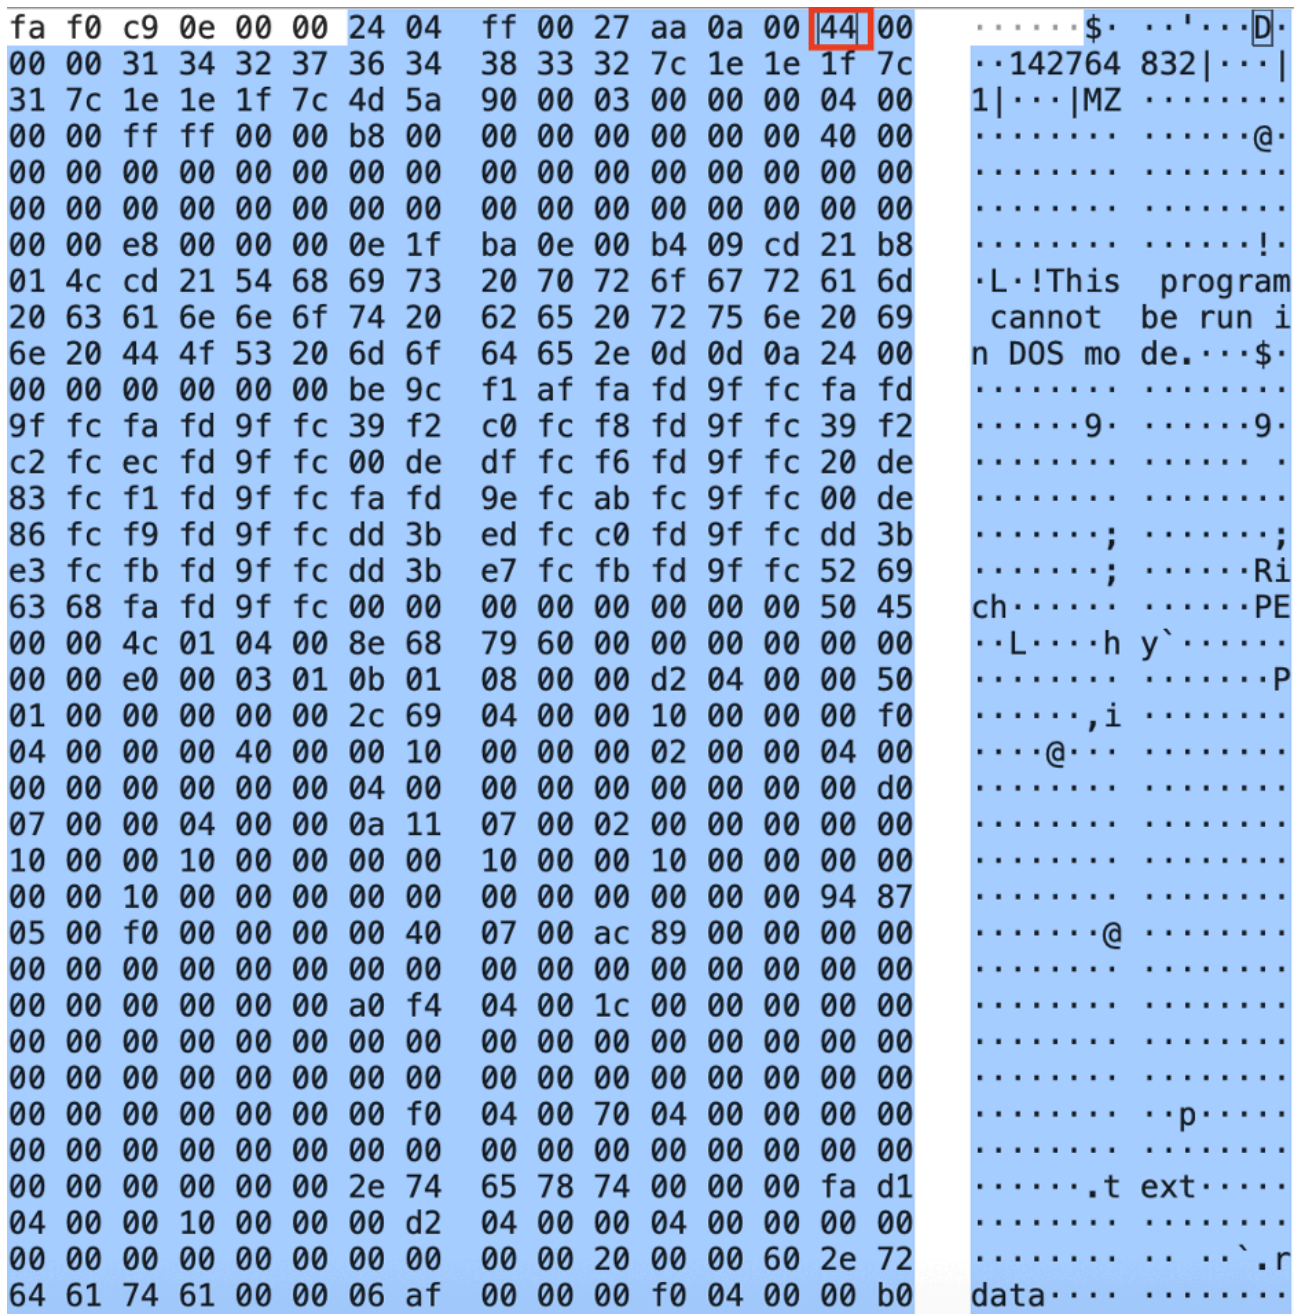 fa f0 c9 0e 00 00 24 04 ff 00 27 aa 0a 00 44 00 ······$· ··'···D·
00 00 31 34 32 37 36 34 38 33 32 7c 1e 1e 1f 7c ··142764 832|···|
31 7c 1e 1e 1f 7c 4d 5a 90 00 03 00 00 00 04 00 1|···|MZ ········
00 00 ff ff 00 00 b8 00 00 00 00 00 00 00 40 00 ········ ······@·
00 00 00 00 00 00 00 00 00 00 00 00 00 00 00 00 ········ ········
00 00 00 00 00 00 00 00 00 00 00 00 00 00 00 00 ········ ········
00 00 e8 00 00 00 0e 1f ba 0e 00 b4 09 cd 21 b8 ········ ······!·
01 4c cd 21 54 68 69 73 20 70 72 6f 67 72 61 6d ·L·!This program
20 63 61 6e 6e 6f 74 20 62 65 20 72 75 6e 20 69 cannot be run i
6e 20 44 4f 53 20 6d 6f 64 65 2e 0d 0d 0a 24 00 n DOS mo de.···$·
00 00 00 00 00 00 be 9c f1 af fa fd 9f fc fa fd ········ ········
9f fc fa fd 9f fc 39 f2 c0 fc f8 fd 9f fc 39 f2 ······9· ······9·
c2 fc ec fd 9f fc 00 de df fc f6 fd 9f fc 20 de ········ ······ ·
83 fc f1 fd 9f fc fa fd 9e fc ab fc 9f fc 00 de ········ ········
86 fc f9 fd 9f fc dd 3b ed fc c0 fd 9f fc dd 3b ·······; ·······;
e3 fc fb fd 9f fc dd 3b e7 fc fb fd 9f fc 52 69 ·······; ······Ri
63 68 fa fd 9f fc 00 00 00 00 00 00 00 00 50 45 ch······ ······PE
00 00 4c 01 04 00 8e 68 79 60 00 00 00 00 00 00 ··L····h y`······
00 00 e0 00 03 01 0b 01 08 00 00 d2 04 00 00 50 ········ ·······P
01 00 00 00 00 00 2c 69 04 00 00 10 00 00 00 f0 ······,i ········
04 00 00 00 40 00 00 10 00 00 00 02 00 00 04 00 ····@··· ········
00 00 00 00 00 00 04 00 00 00 00 00 00 00 00 d0 ········ ········
07 00 00 04 00 00 0a 11 07 00 02 00 00 00 00 00 ········ ········
10 00 00 10 00 00 00 00 10 00 00 10 00 00 00 00 ········ ········
00 00 10 00 00 00 00 00 00 00 00 00 00 00 94 87 ········ ········
05 00 f0 00 00 00 00 40 07 00 ac 89 00 00 00 00 ·······@ ········
00 00 00 00 00 00 00 00 00 00 00 00 00 00 00 00 ········ ········
00 00 00 00 00 00 a0 f4 04 00 1c 00 00 00 00 00 ········ ········
00 00 00 00 00 00 00 00 00 00 00 00 00 00 00 00 ········ ········
00 00 00 00 00 00 00 00 00 00 00 00 00 00 00 00 ········ ········
00 00 00 00 00 00 00 f0 04 00 70 04 00 00 00 00 ········ ··p·····
00 00 00 00 00 00 00 00 00 00 00 00 00 00 00 00 ········ ········
00 00 00 00 00 00 2e 74 65 78 74 00 00 00 fa d1 ······.t ext·····
04 00 00 10 00 00 00 d2 04 00 00 04 00 00 00 00 ········ ········
00 00 00 00 00 00 00 00 00 00 20 00 00 60 2e 72 ········ ·· ··`.r
64 61 74 61 00 00 06 af 00 00 00 f0 04 00 00 b0 data···· ········